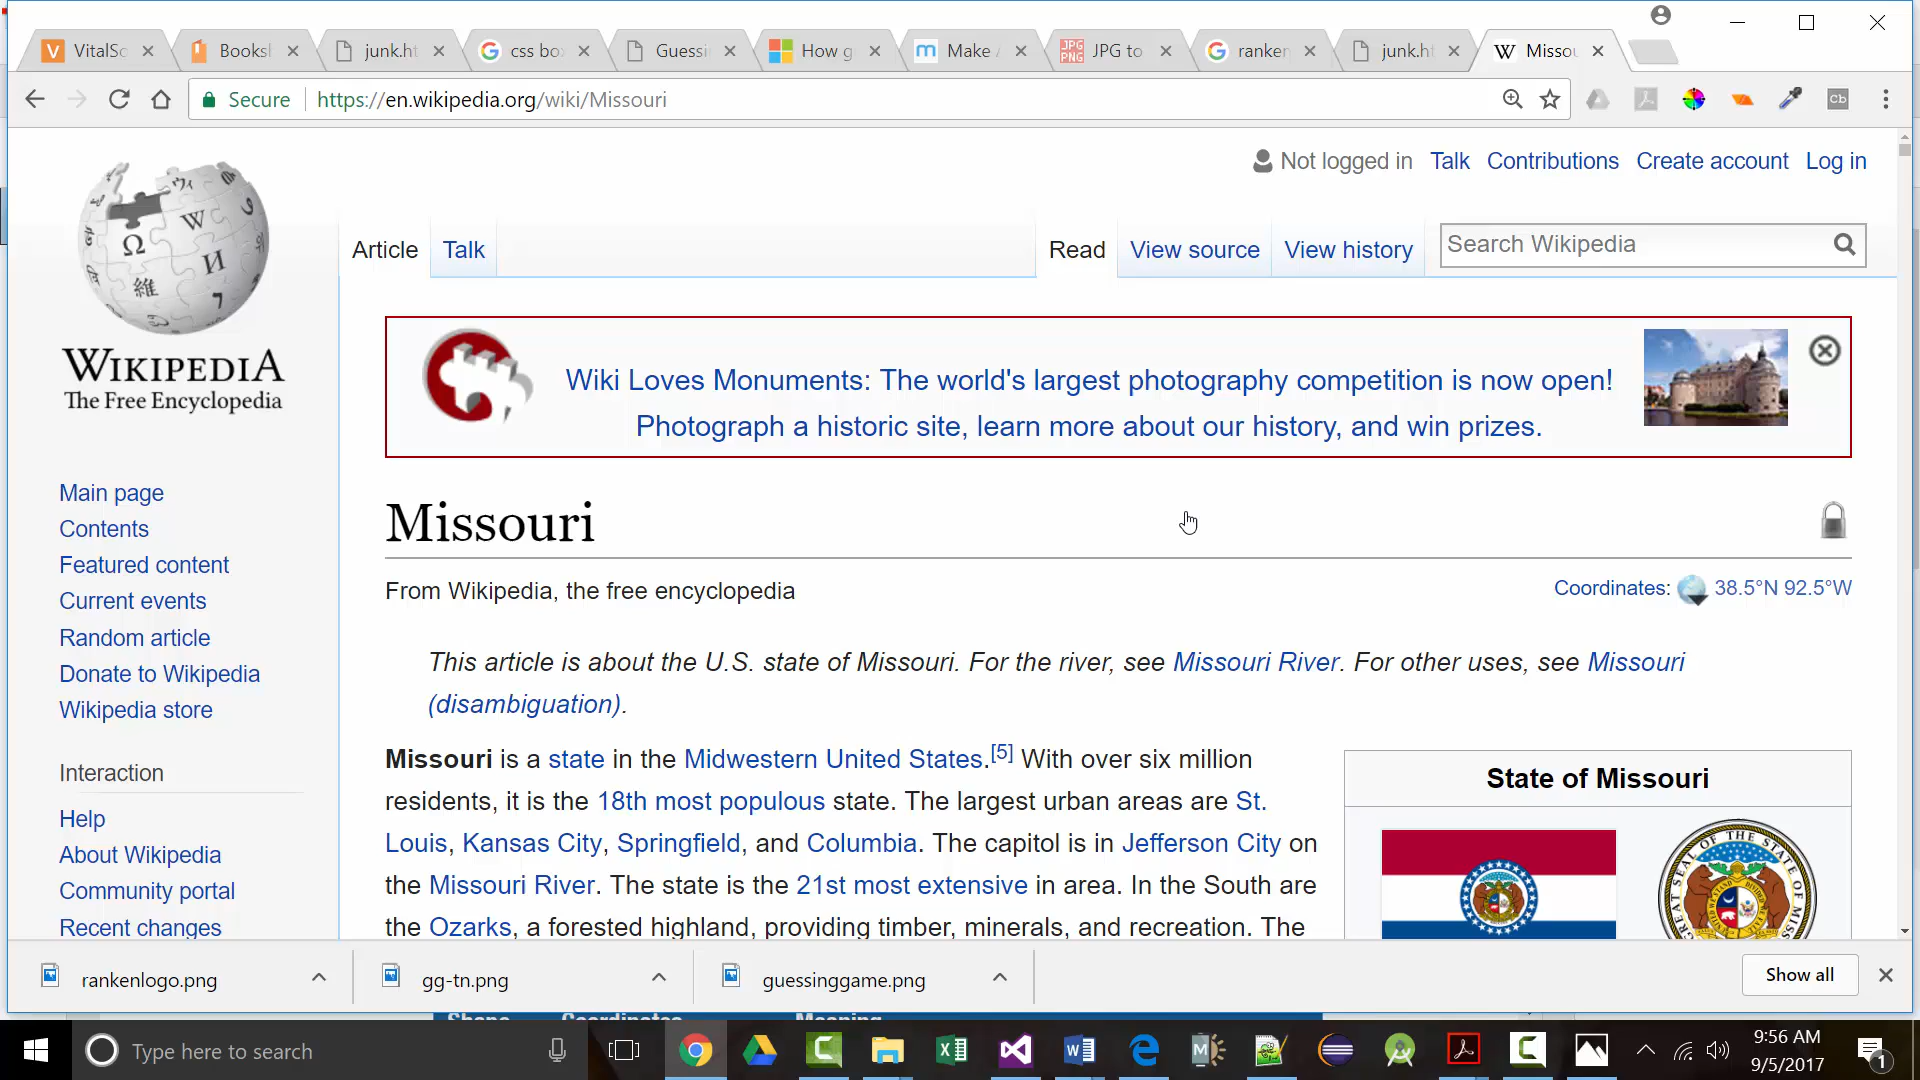 VitalSo
Booksl
junk.ht
css bo
Guessi
How g
Make
JPG to
ranker
junk.ht
Missou
Secure
https://en.wikipedia.org/wiki/Missouri
Not logged in Talk Contributions Create account Log in
Article Talk Read View source View history Search Wikipedia
WIKIPEDIA
The Free Encyclopedia
Wiki Loves Monuments: The world's largest photography competition is now open!
Photograph a historic site, learn more about our history, and win prizes.
Main page
Contents
Featured content
Current events
Random article
Donate to Wikipedia
Wikipedia store
Interaction
Help
About Wikipedia
Community portal
Recent changes
Missouri
From Wikipedia, the free encyclopedia
Coordinates: 38.5°N 92.5°W
This article is about the U.S. state of Missouri. For the river, see Missouri River. For other uses, see Missouri
(disambiguation).
Missouri is a state in the Midwestern United States.[5] With over six million
residents, it is the 18th most populous state. The largest urban areas are St.
Louis, Kansas City, Springfield, and Columbia. The capitol is in Jefferson City on
the Missouri River. The state is the 21st most extensive in area. In the South are
the Ozarks, a forested highland, providing timber, minerals, and recreation. The
State of Missouri
rankenlogo.png
gg-tn.png
guessinggame.png
Show all
Shape Coordinates Meaning
Type here to search
9:56 AM
9/5/2017
1